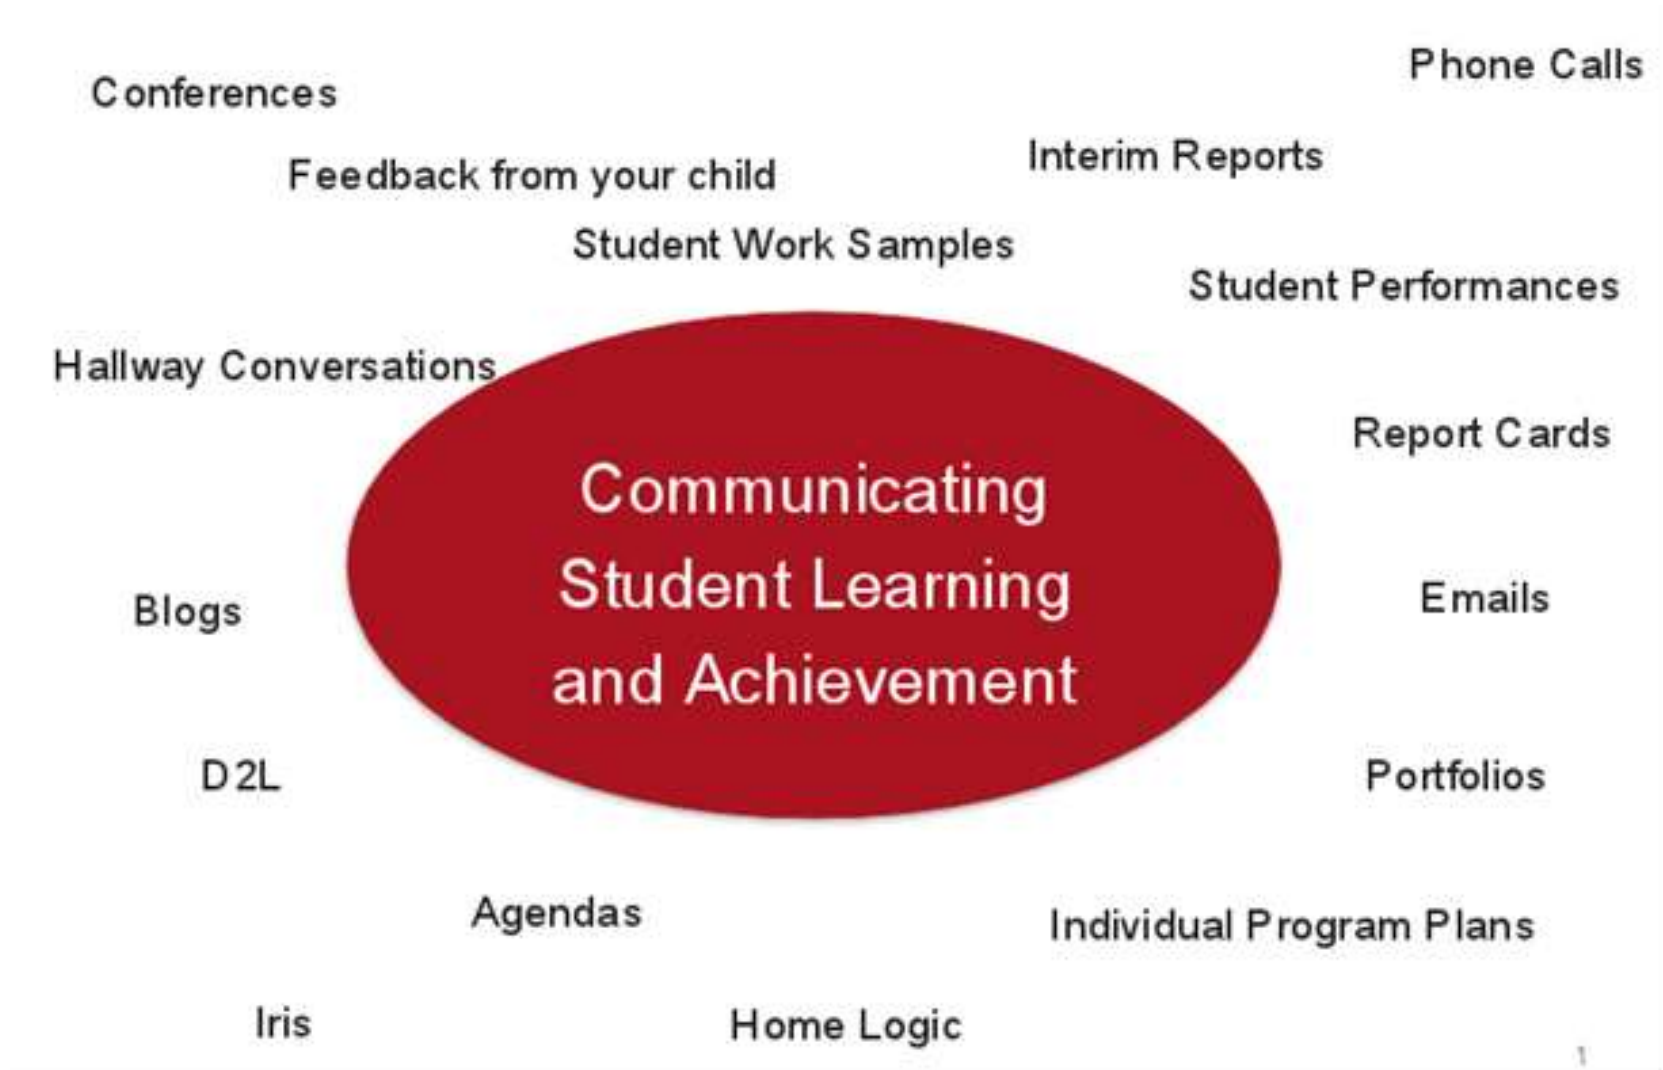 Phone Calls
Conferences
Interim Reports
Feedback from your child
Student Work Samples
Student Performances
Hallway Conversations
Report Cards
Communicating
Student Learning
and Achievement
Blogs
Emails
D2L
Portfolios
Agendas
Individual Program Plans
Iris
Home Logic
1